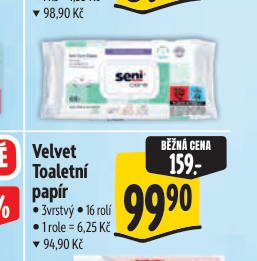 ▼ 98,90 Kč
seni
care
Velvet
Toaletní
papír
• 3vrstvý • 16 rolí
• 1 role = 6,25 Kč
▼ 94,90 Kč
BĚŽNÁ CENA
159.-
99 90
É
%